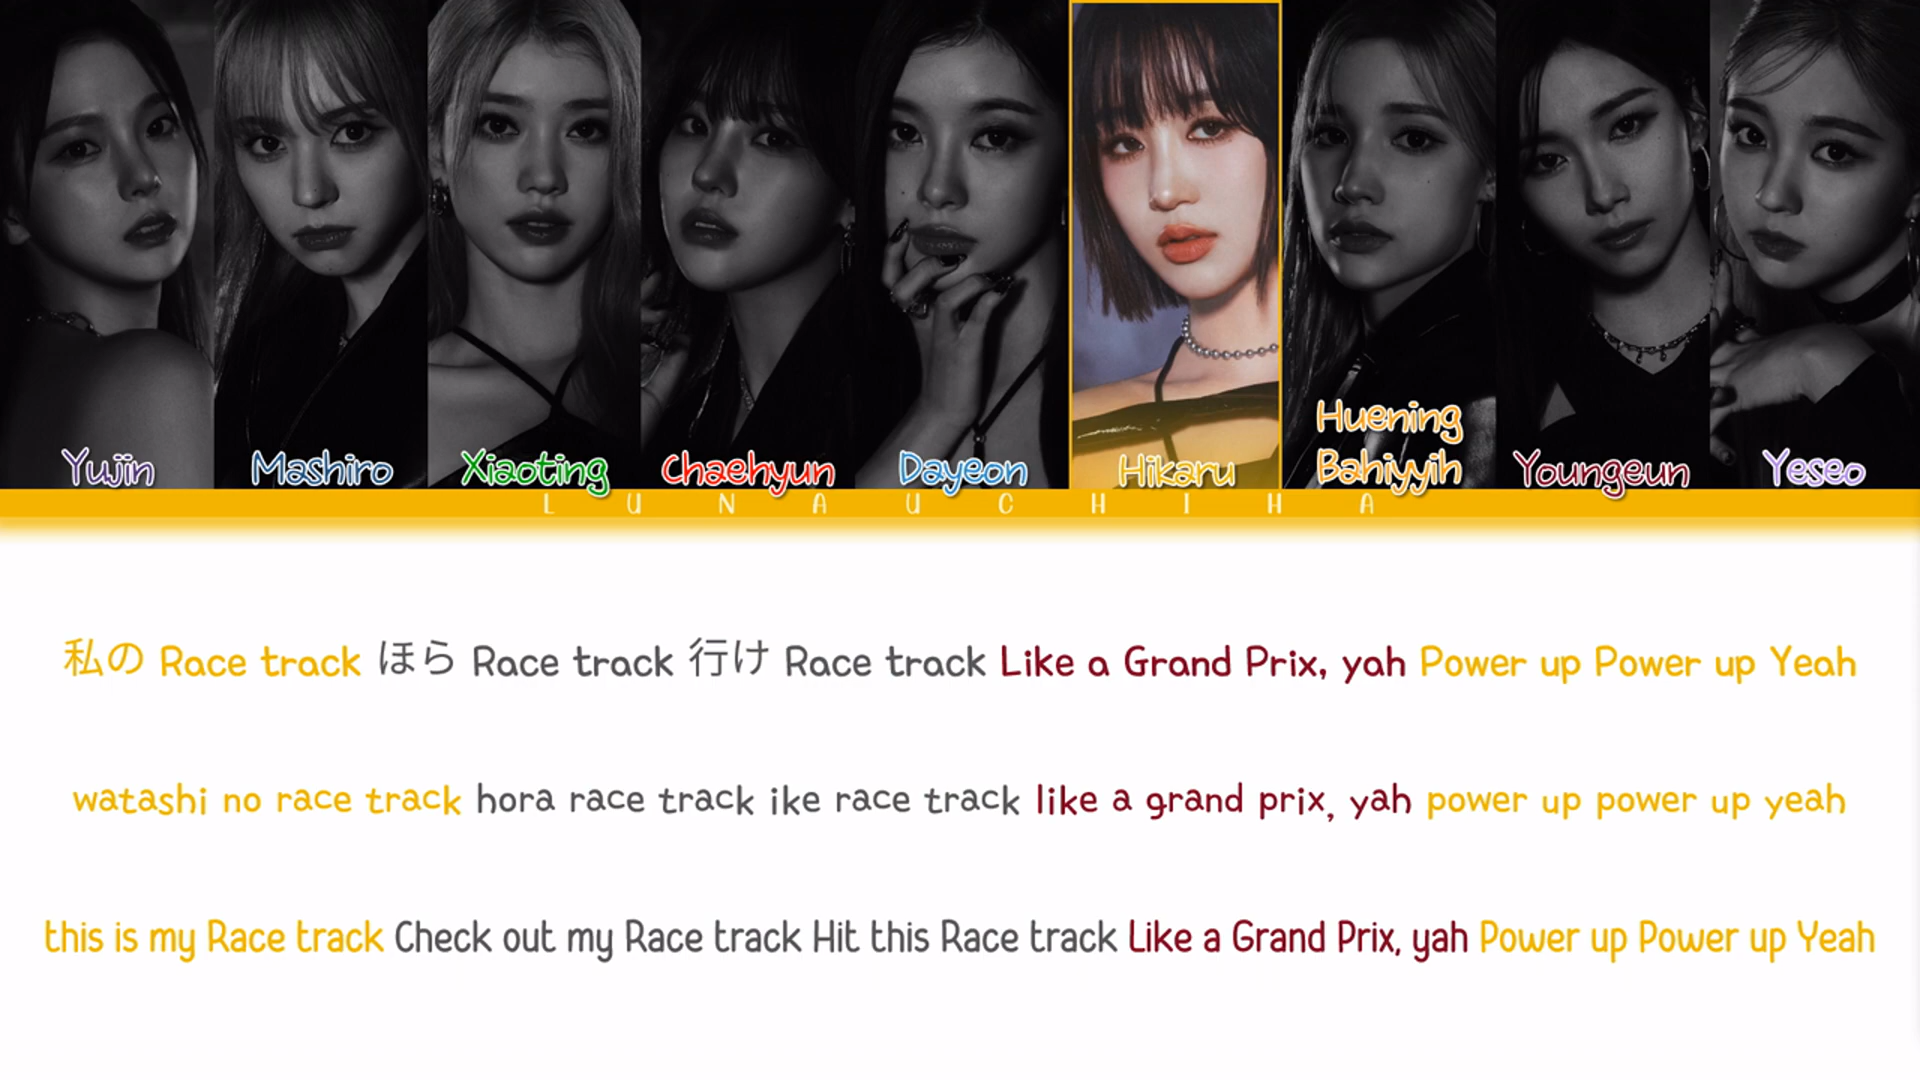 Yujin Mashiro Xiaoting Chaehyun Dayeon Hikaru Huening Bahiyyih Youngeun Yeseo
LUNAUCHIHA
私の Race track ほら Race track 行け Race track Like a Grand Prix, yah Power up Power up Yeah
watashi no race track hora race track ike race track like a grand prix, yah power up power up yeah
this is my Race track Check out my Race track Hit this Race track Like a Grand Prix, yah Power up Power up Yeah